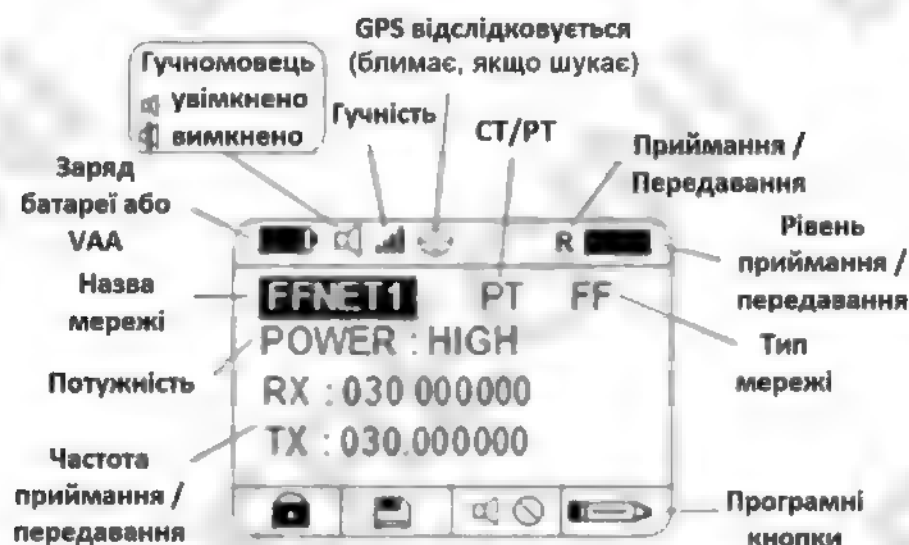 GPS відслідковується
(блимає, якщо шукає)
Гучномовець
увімкнено
вимкнено
Гучність
СТ/РТ
Приймання /
Передавання
Заряд
батареї або
VAA
Рівень
приймання /
передавання
R
Назва
мережі
FFNET1 PT FF
Тип
мережі
POWER : HIGH
Потужність
RX : 030 000000
TX : 030.000000
Частота
приймання /
передавання
Програмні
кнопки